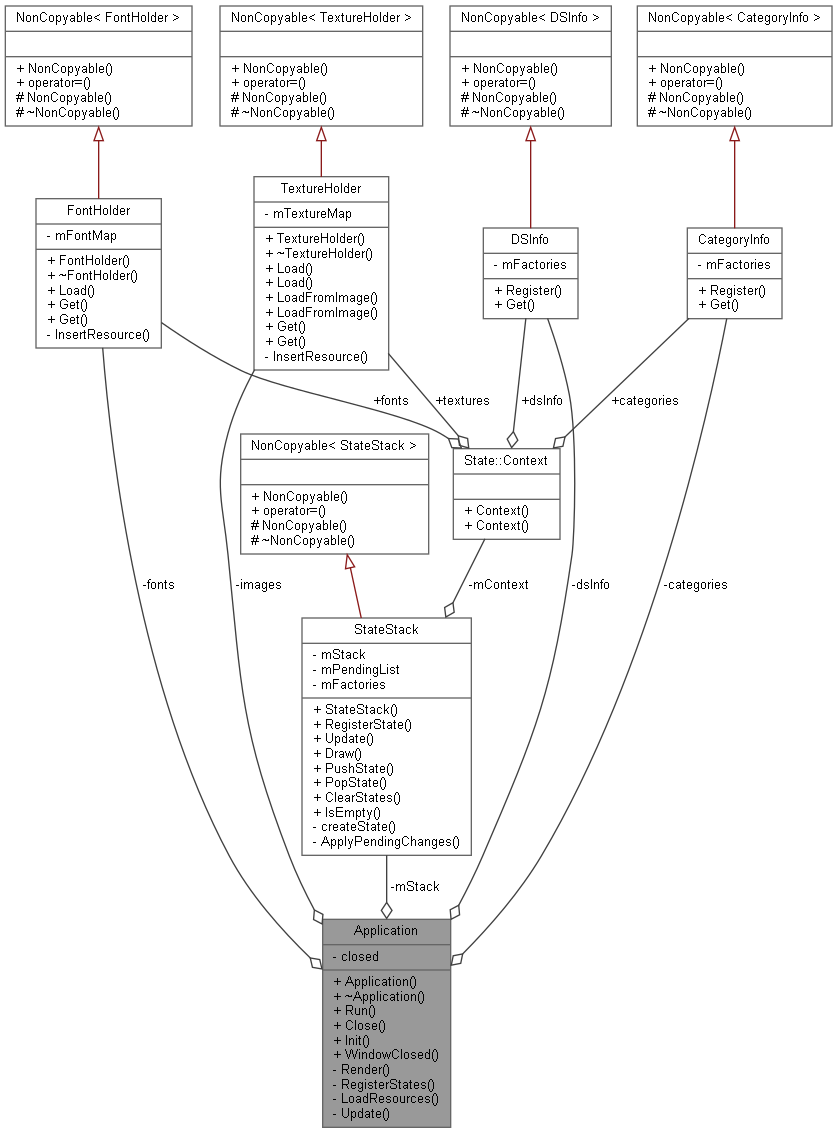 NonCopyable< FontHolder >
+ NonCopyable()
+ operator=()
# NonCopyable()
# ~NonCopyable()
NonCopyable< TextureHolder >
+ NonCopyable()
+ operator=()
# NonCopyable()
# ~NonCopyable()
NonCopyable< DSInfo >
+ NonCopyable()
+ operator=()
# NonCopyable()
# ~NonCopyable()
NonCopyable< CategoryInfo >
+ NonCopyable()
+ operator=()
# NonCopyable()
# ~NonCopyable()
FontHolder
- mFontMap
+ FontHolder()
+ ~FontHolder()
+ Load()
+ Get()
+ Get()
- InsertResource()
TextureHolder
- mTextureMap
+ TextureHolder()
+ ~TextureHolder()
+ Load()
+ Load()
+ LoadFromImage()
+ LoadFromImage()
+ Get()
+ Get()
- InsertResource()
DSInfo
- mFactories
+ Register()
+ Get()
CategoryInfo
- mFactories
+ Register()
+ Get()
+fonts
+textures
+dsInfo
+categories
NonCopyable< StateStack >
+ NonCopyable()
+ operator=()
# NonCopyable()
# ~NonCopyable()
State::Context
+ Context()
+ Context()
-fonts
-images
-mContext
-dsInfo
-categories
StateStack
- mStack
- mPendingList
- mFactories
+ StateStack()
+ RegisterState()
+ Update()
+ Draw()
+ PushState()
+ PopState()
+ ClearStates()
+ IsEmpty()
- createState()
- ApplyPendingChanges()
-mStack
Application
- closed
+ Application()
+ ~Application()
+ Run()
+ Close()
+ Init()
+ WindowClosed()
- Render()
- RegisterStates()
- LoadResources()
- Update()